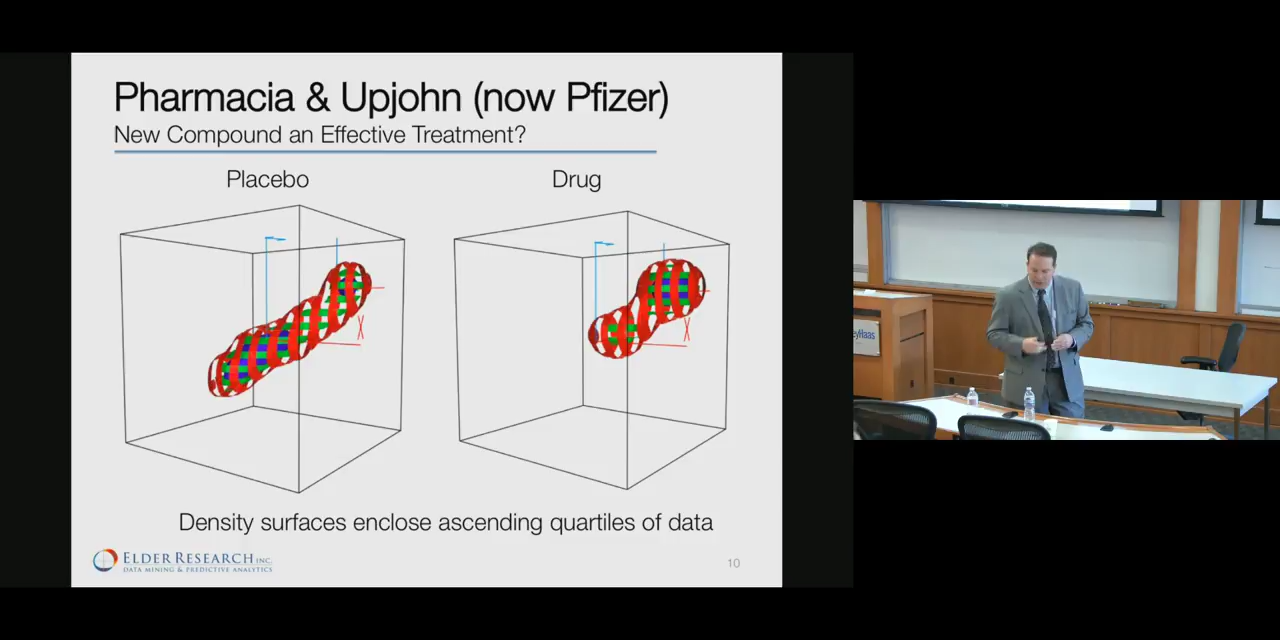 Pharmacia & Upjohn (now Pfizer)
New Compound an Effective Treatment?
Placebo
Drug
X
X
Density surfaces enclose ascending quartiles of data
ELDER RESEARCH INC.
DATA MINING & PREDICTIVE ANALYTICS
10
eyHaas